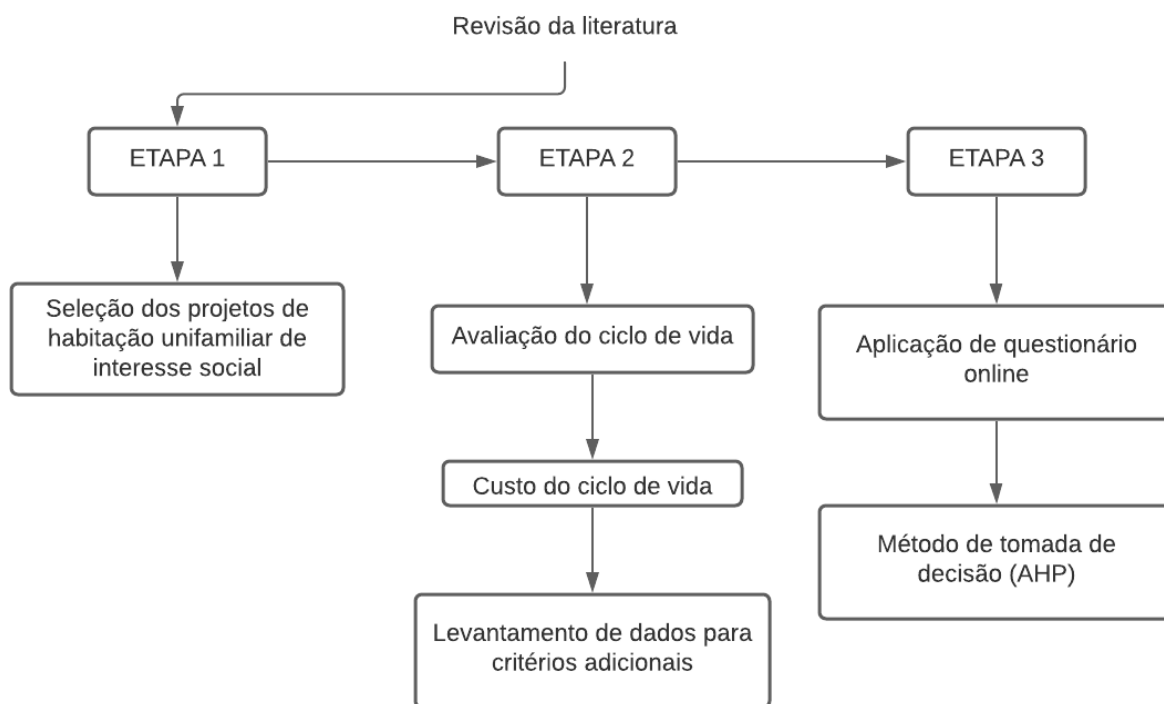 Revisão da literatura
ETAPA 1
ETAPA 2
ETAPA 3
Seleção dos projetos de
habitação unifamiliar de
interesse social
Avaliação do ciclo de vida
Custo do ciclo de vida
Levantamento de dados para
critérios adicionais
Aplicação de questionário
online
Método de tomada de
decisão (AHP)